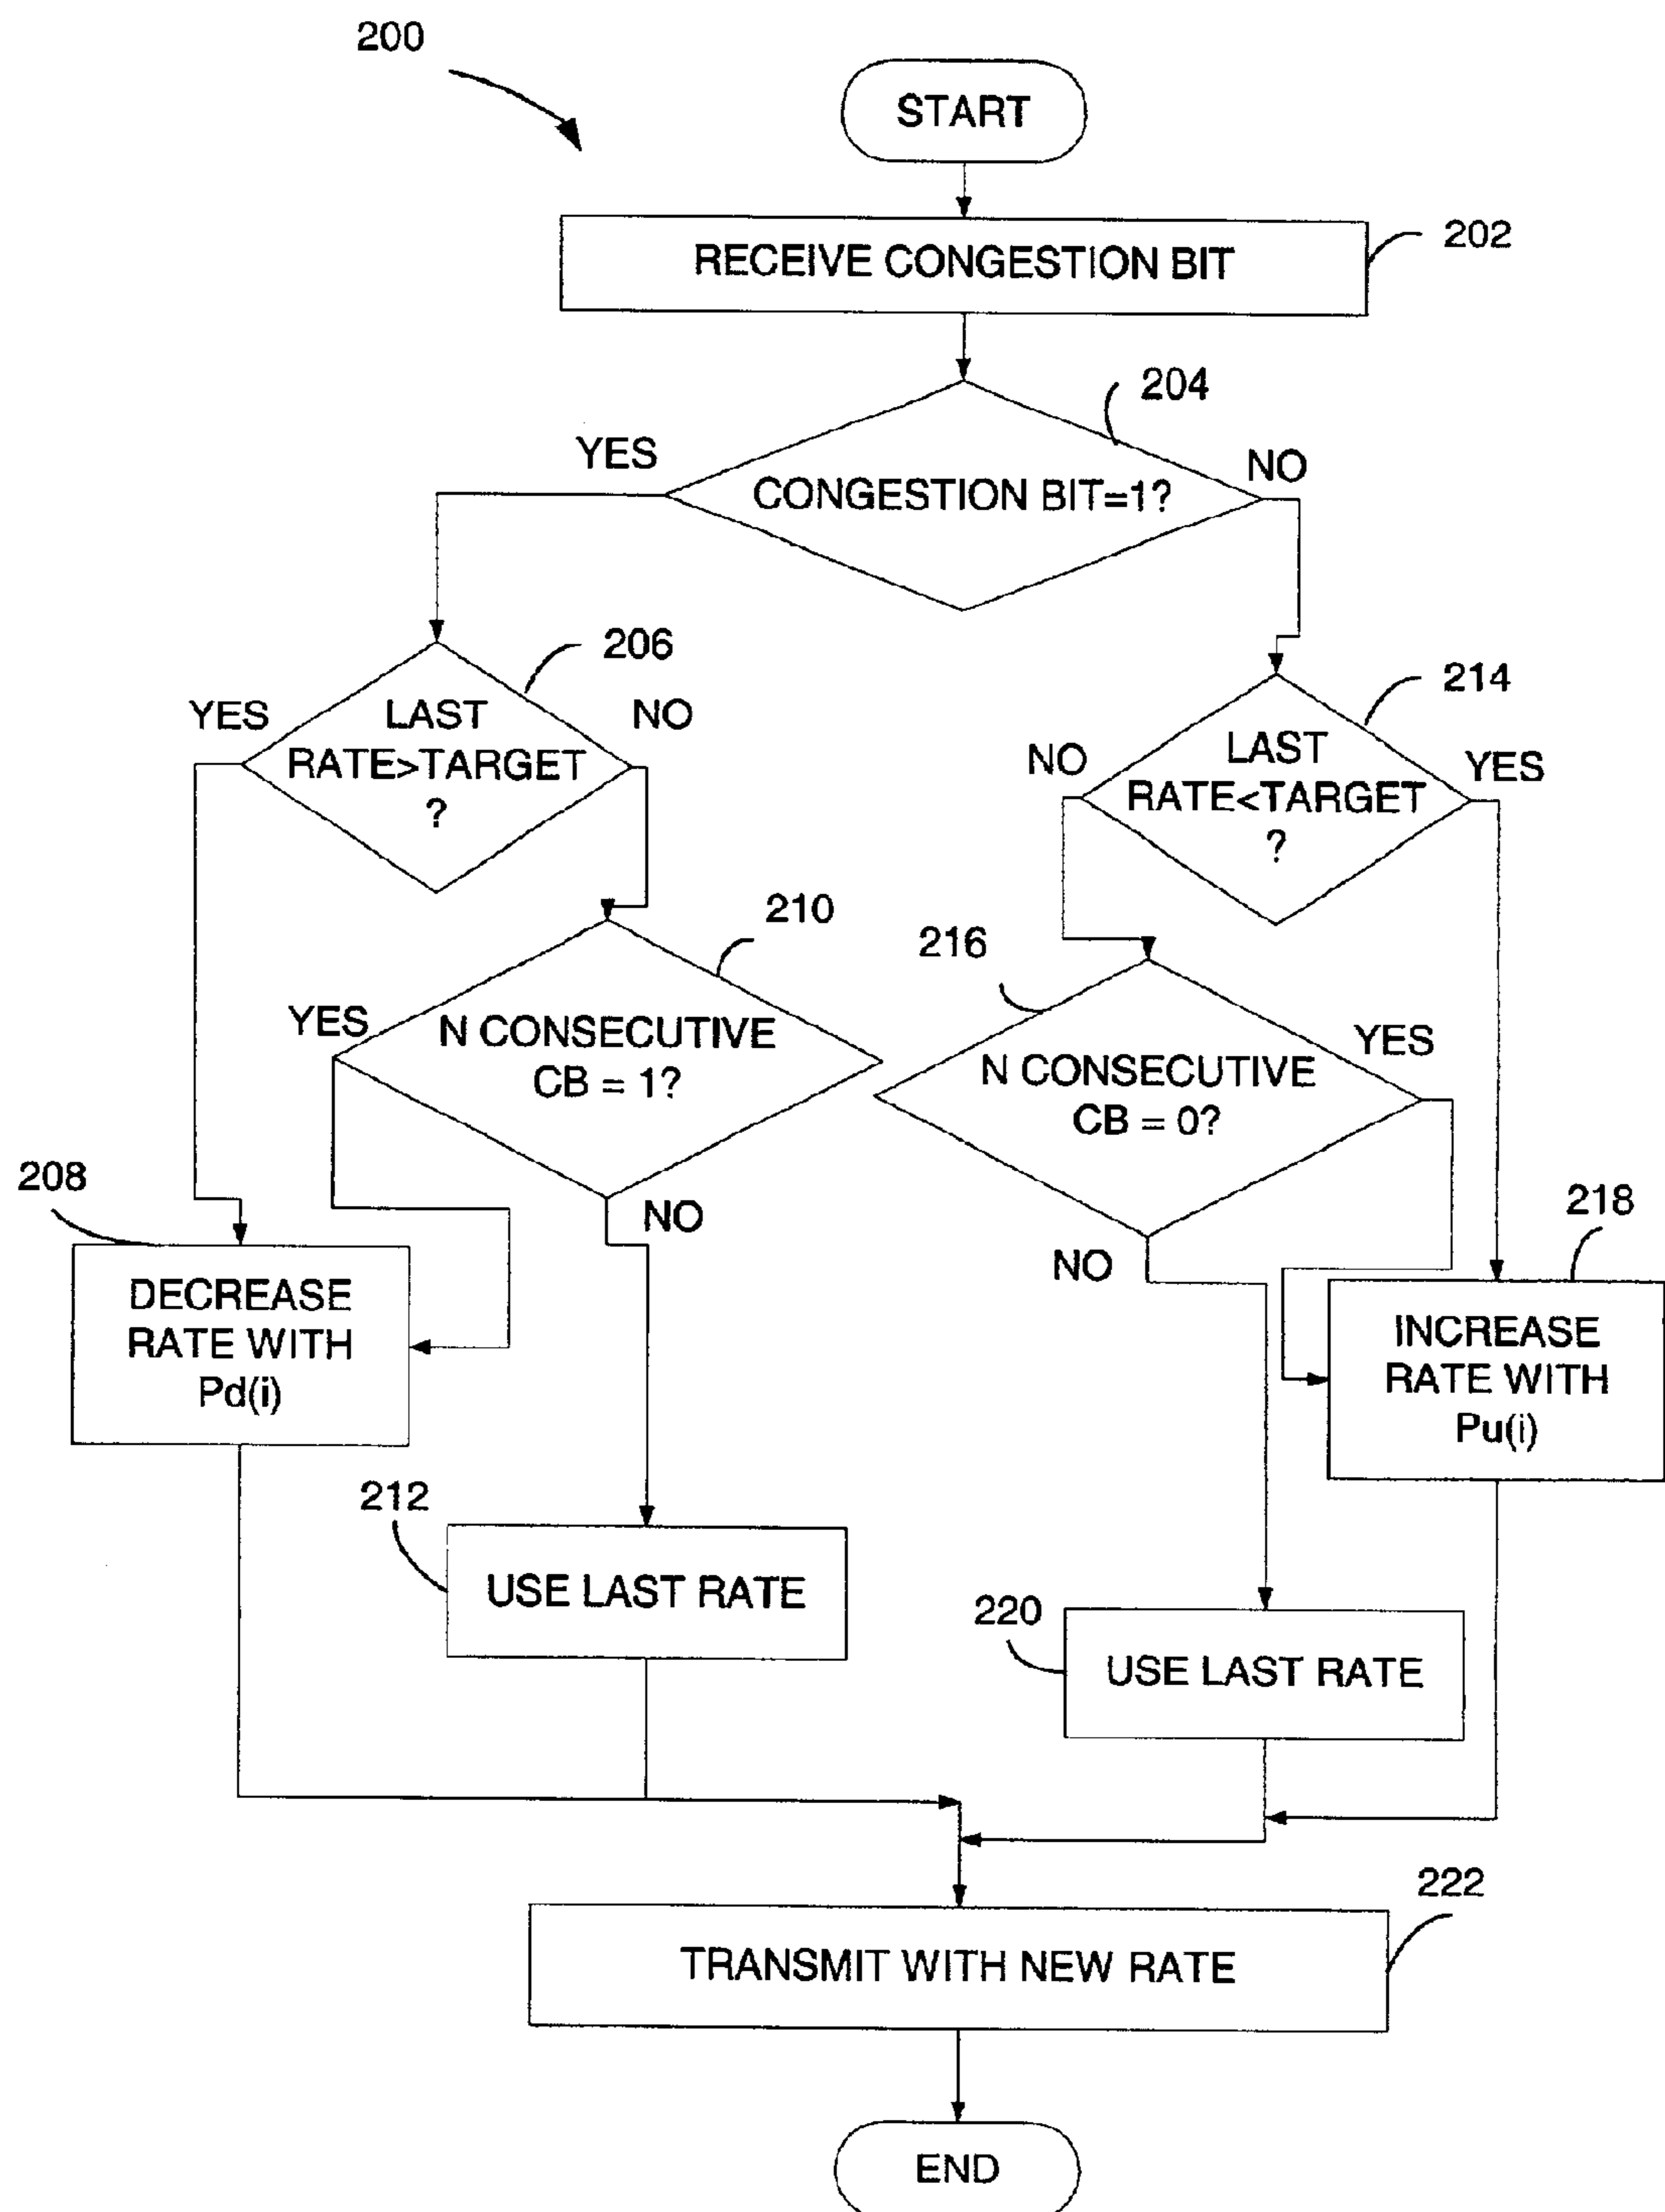 200
START
RECEIVE CONGESTION BIT
202
204
YES
NO
CONGESTION BIT=1?
206
214
YES
LAST
RATE>TARGET
?
NO
NO
LAST
RATE<TARGET
?
YES
210
216
YES
N CONSECUTIVE
CB = 1?
NO
N CONSECUTIVE
CB = 0?
YES
NO
208
DECREASE
RATE WITH
Pd(i)
218
INCREASE
RATE WITH
Pu(i)
212
USE LAST RATE
220
USE LAST RATE
222
TRANSMIT WITH NEW RATE
END